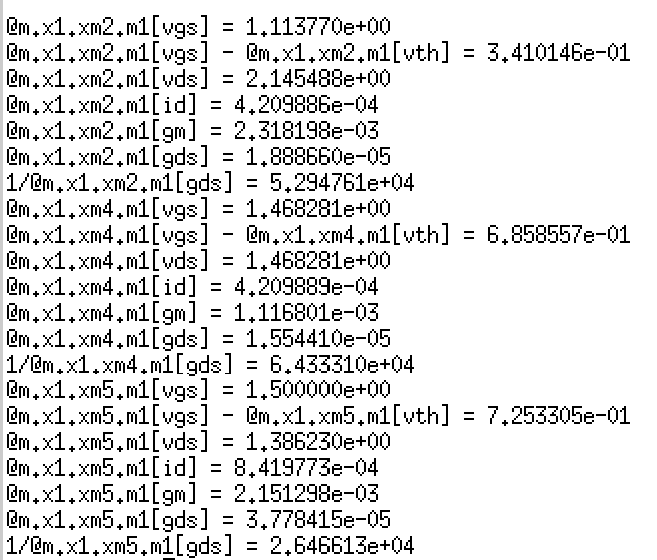 @m.x1.xm2.m1[vgs] = 1.113770e+00
@m.x1.xm2.m1[vgs] - @m.x1.xm2.m1[vth] = 3.410146e-01
@m.x1.xm2.m1[vds] = 2.145488e+00
@m.x1.xm2.m1[id] = 4.209886e-04
@m.x1.xm2.m1[gm] = 2.318198e-03
@m.x1.xm2.m1[gds] = 1.888660e-05
1/@m.x1.xm2.m1[gds] = 5.294761e+04
@m.x1.xm4.m1[vgs] = 1.468281e+00
@m.x1.xm4.m1[vgs] - @m.x1.xm4.m1[vth] = 6.858557e-01
@m.x1.xm4.m1[vds] = 1.468281e+00
@m.x1.xm4.m1[id] = 4.209889e-04
@m.x1.xm4.m1[gm] = 1.116801e-03
@m.x1.xm4.m1[gds] = 1.554410e-05
1/@m.x1.xm4.m1[gds] = 6.433310e+04
@m.x1.xm5.m1[vgs] = 1.500000e+00
@m.x1.xm5.m1[vgs] - @m.x1.xm5.m1[vth] = 7.253305e-01
@m.x1.xm5.m1[vds] = 1.386230e+00
@m.x1.xm5.m1[id] = 8.419773e-04
@m.x1.xm5.m1[gm] = 2.151298e-03
@m.x1.xm5.m1[gds] = 3.778415e-05
1/@m.x1.xm5.m1[gds] = 2.646613e+04